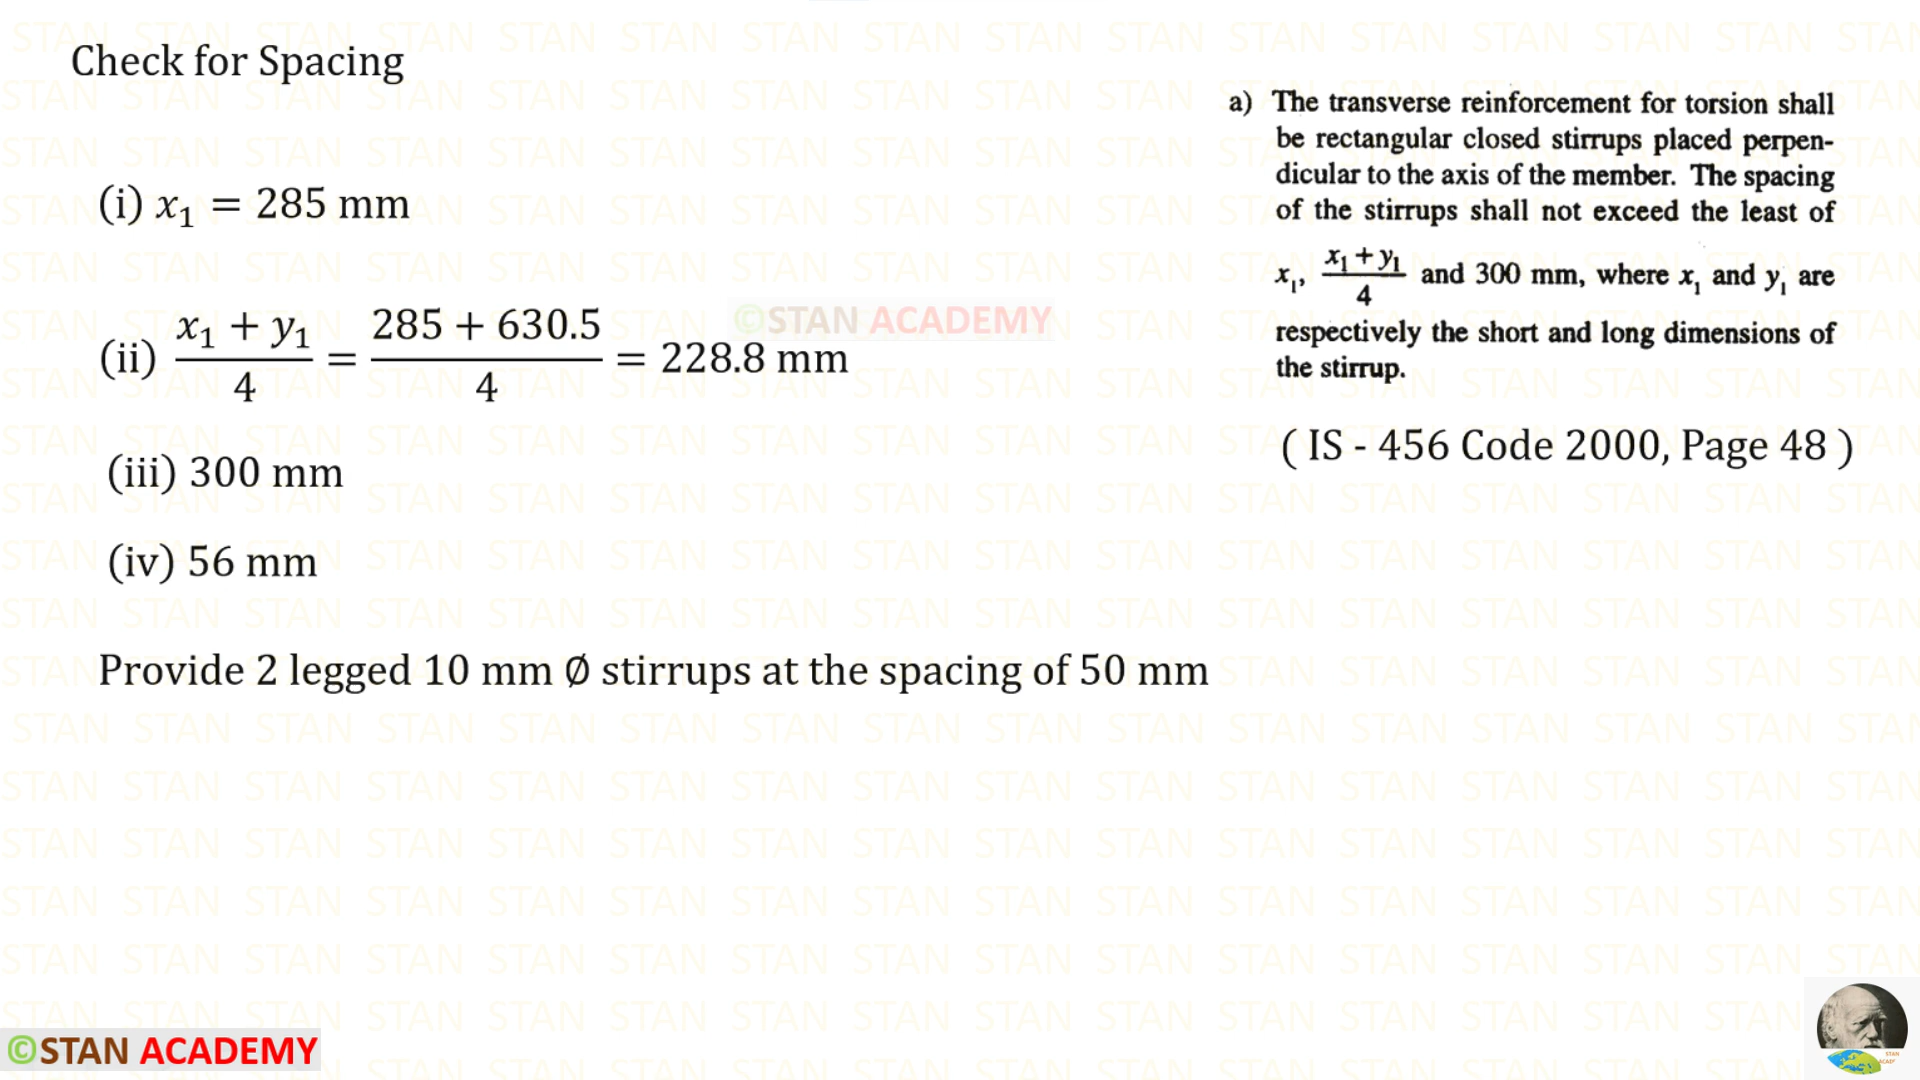 Check for Spacing
(i) x₁ = 285 mm
(ii) (x₁ + y₁)/4 = (285 + 630.5)/4 = 228.8 mm
(iii) 300 mm
(iv) 56 mm
Provide 2 legged 10 mm Ø stirrups at the spacing of 50 mm
a) The transverse reinforcement for torsion shall
be rectangular closed stirrups placed perpen-
dicular to the axis of the member. The spacing
of the stirrups shall not exceed the least of
x₁, (x₁ + y₁)/4 and 300 mm, where x₁ and y₁ are
respectively the short and long dimensions of
the stirrup.
( IS - 456 Code 2000, Page 48 )
©STAN ACADEMY
©STAN ACADEMY